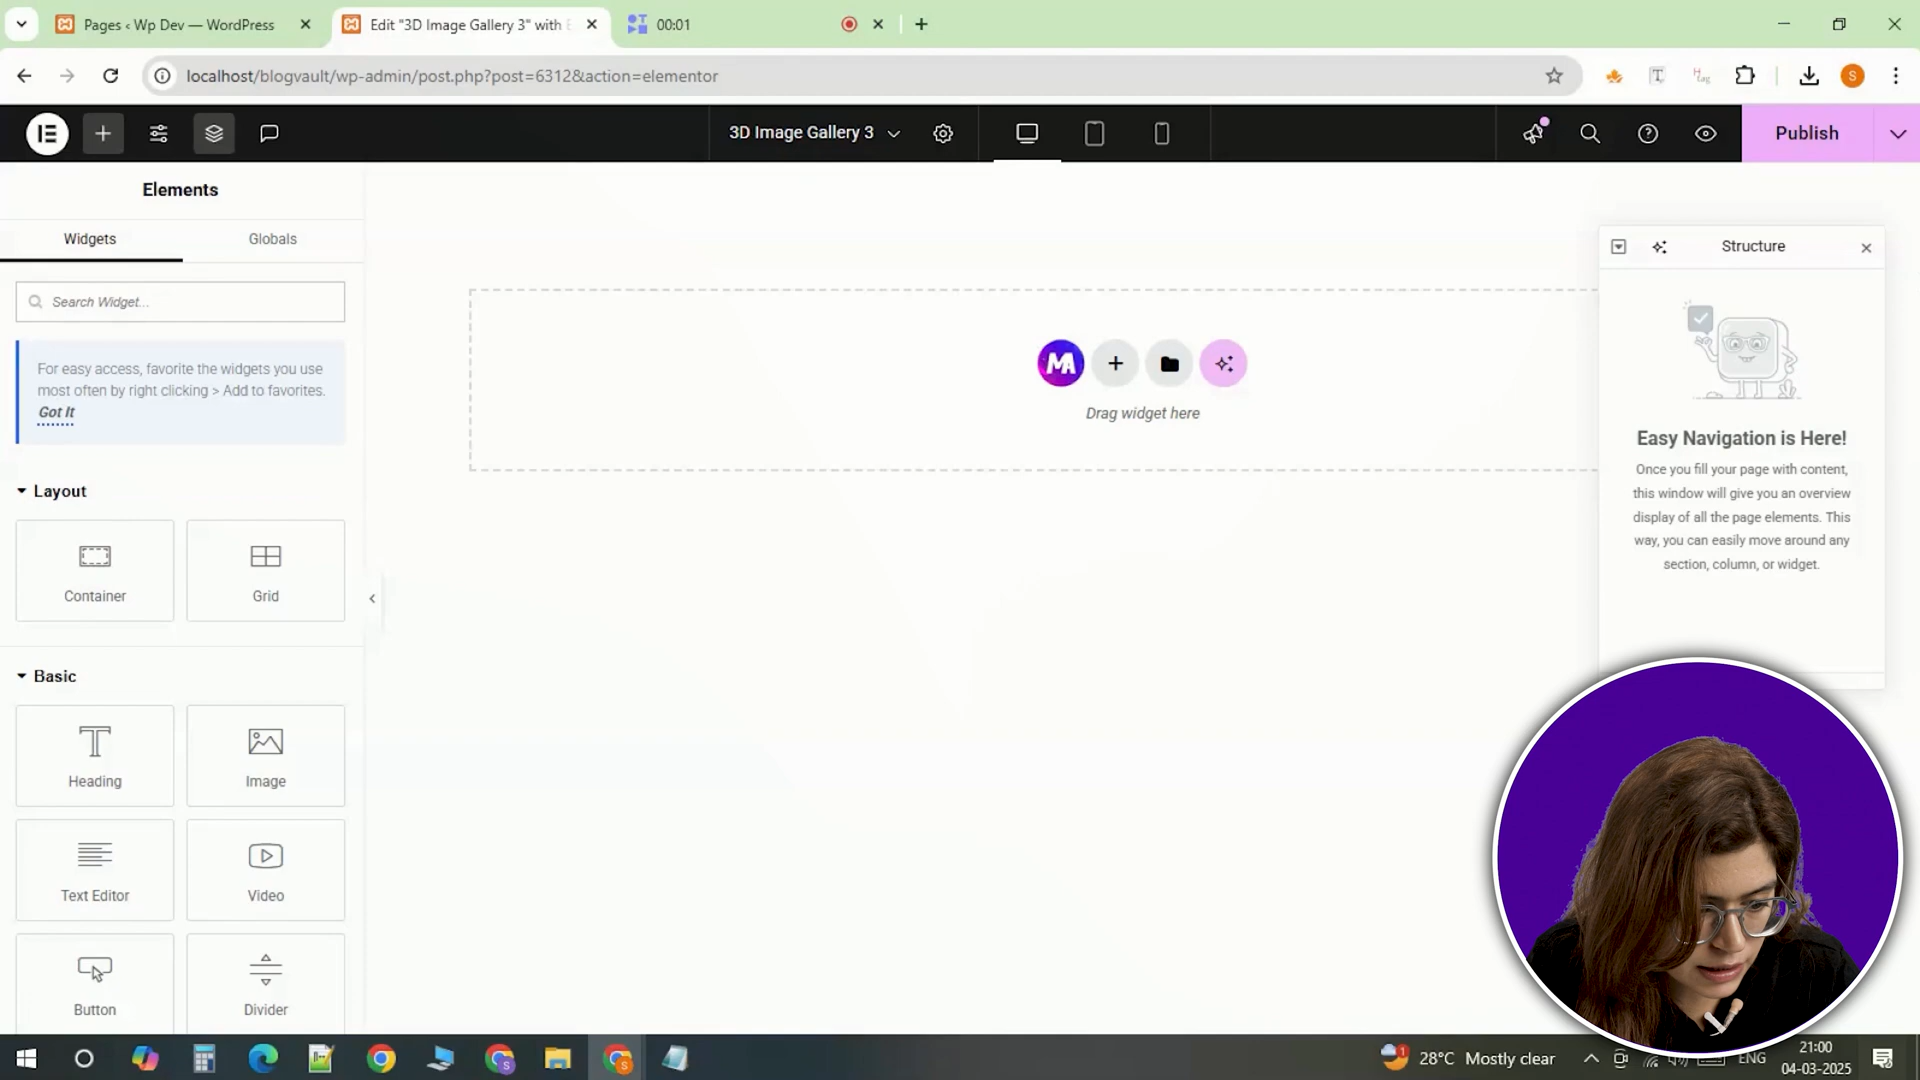 Pages ‹ Wp Dev — WordPress
Edit "3D Image Gallery 3" with
00:01
localhost/blogvault/wp-admin/post.php?post=6312&action=elementor
S
3D Image Gallery 3
Publish
Elements
Widgets
Globals
Search Widget...
For easy access, favorite the widgets you use
most often by right clicking > Add to favorites.
Got It
Layout
Container
Grid
Basic
Heading
Image
Text Editor
Video
Button
Divider
MA
Drag widget here
Structure
Easy Navigation is Here!
Once you fill your page with content,
this window will give you an overview
display of all the page elements. This
way, you can easily move around any
section, column, or widget.
28°C Mostly clear
ENG
21:00
04-03-2025